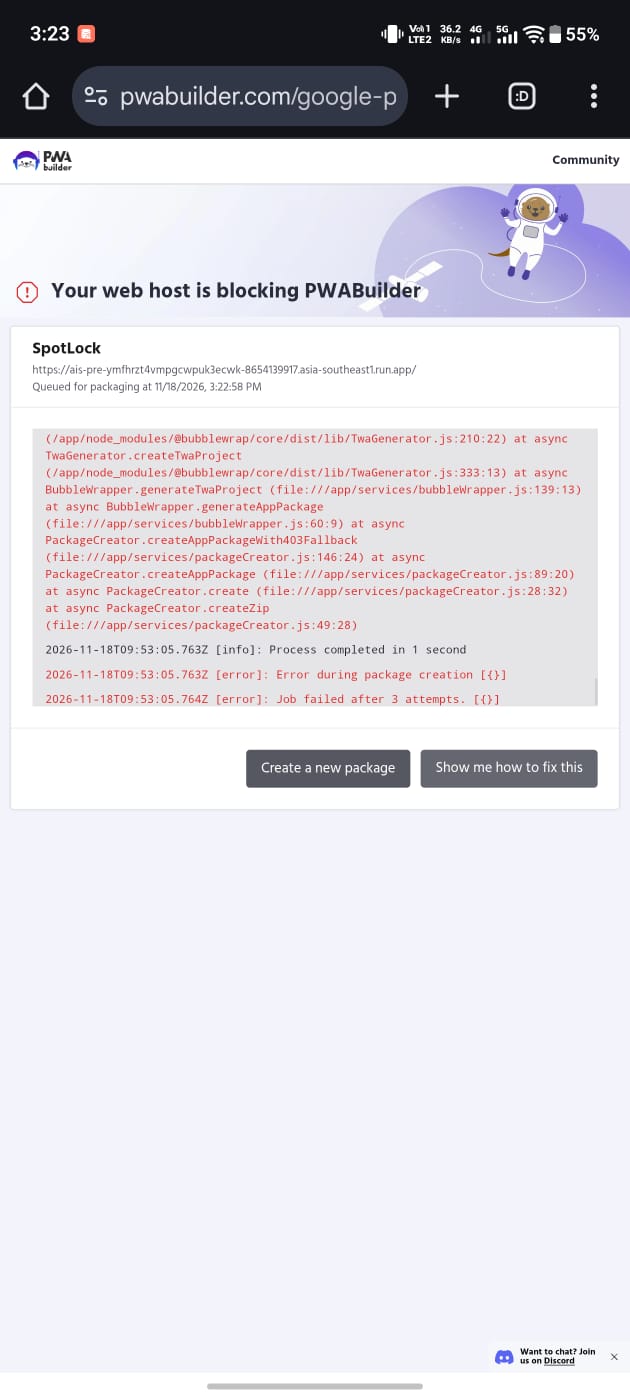 3:23
Vo))1 LTE2 36.2 KB/s 4G 5G 55%
pwabuilder.com/google-p
:D
PWA builder
Community
Your web host is blocking PWABuilder
SpotLock
https://ais-pre-ymfhrzt4vmpgcwpuk3ecwk-8654139917.asia-southeast1.run.app/
Queued for packaging at 11/18/2026, 3:22:58 PM
(/app/node_modules/@bubblewrap/core/dist/lib/TwaGenerator.js:210:22) at async
TwaGenerator.createTwaProject
(/app/node_modules/@bubblewrap/core/dist/lib/TwaGenerator.js:333:13) at async
BubbleWrapper.generateTwaProject (file:///app/services/bubbleWrapper.js:139:13)
at async BubbleWrapper.generateAppPackage
(file:///app/services/bubbleWrapper.js:60:9) at async
PackageCreator.createAppPackageWith403Fallback
(file:///app/services/packageCreator.js:146:24) at async
PackageCreator.createAppPackage (file:///app/services/packageCreator.js:89:20)
at async PackageCreator.create (file:///app/services/packageCreator.js:28:32)
at async PackageCreator.createZip
(file:///app/services/packageCreator.js:49:28)
2026-11-18T09:53:05.763Z [info]: Process completed in 1 second
2026-11-18T09:53:05.763Z [error]: Error during package creation [{}]
2026-11-18T09:53:05.764Z [error]: Job failed after 3 attempts. [{}]
Create a new package
Show me how to fix this
Want to chat? Join
us on Discord